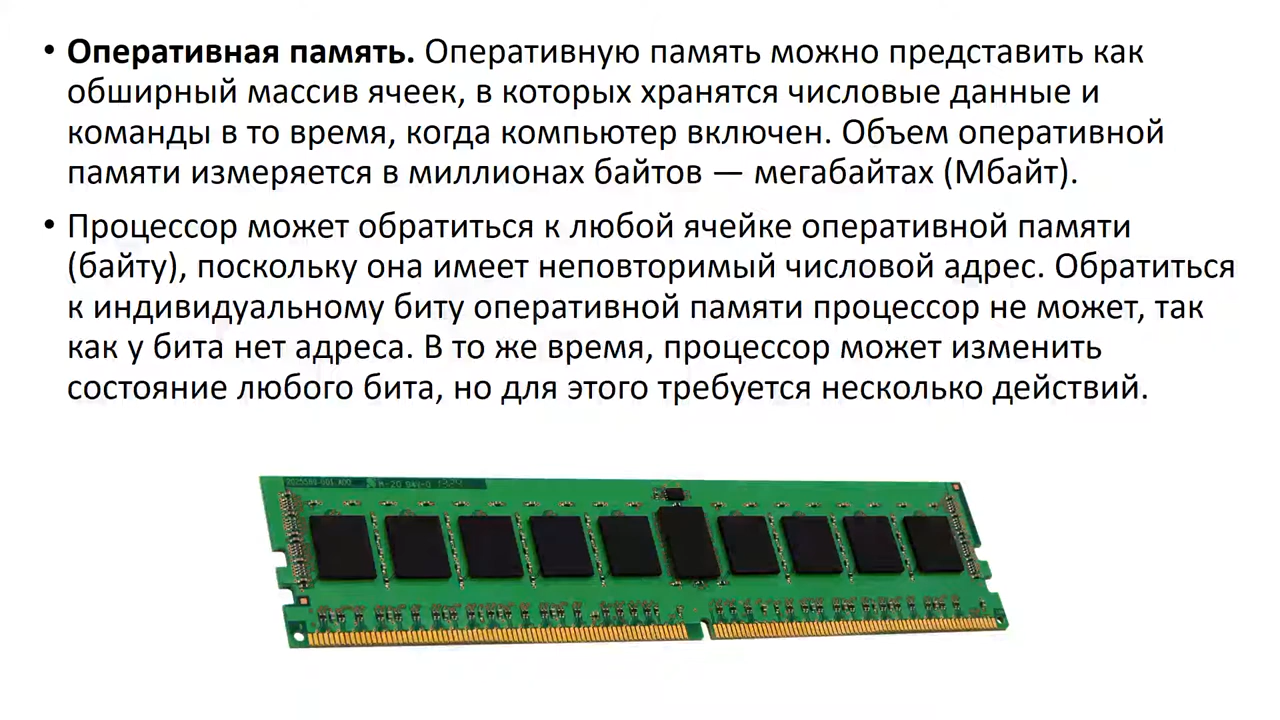 • Оперативная память. Оперативную память можно представить как
обширный массив ячеек, в которых хранятся числовые данные и
команды в то время, когда компьютер включен. Объем оперативной
памяти измеряется в миллионах байтов — мегабайтах (Мбайт).
• Процессор может обратиться к любой ячейке оперативной памяти
(байту), поскольку она имеет неповторимый числовой адрес. Обратиться
к индивидуальному биту оперативной памяти процессор не может, так
как у бита нет адреса. В то же время, процессор может изменить
состояние любого бита, но для этого требуется несколько действий.